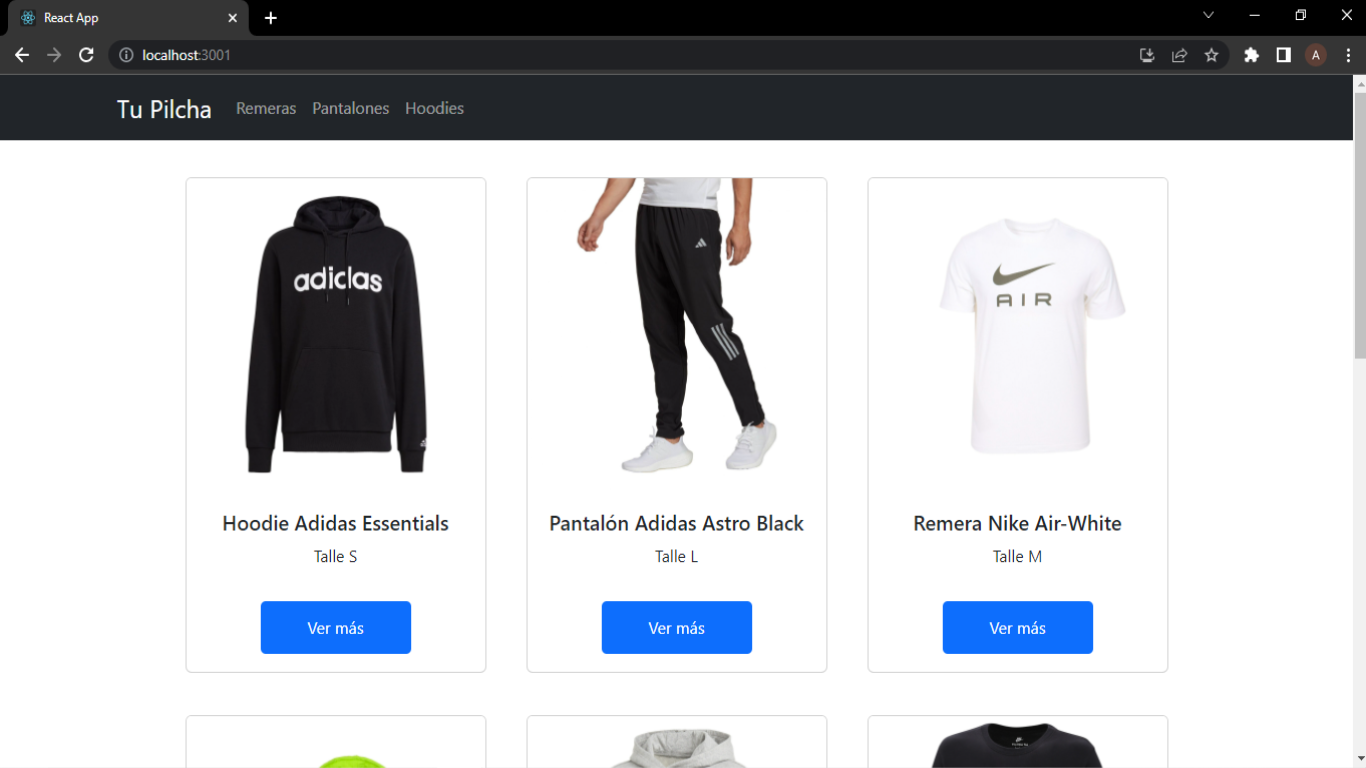 React App
localhost:3001
A
Tu Pilcha Remeras Pantalones Hoodies
adidas
AIR
Hoodie Adidas Essentials
Talle S
Ver más
Pantalón Adidas Astro Black
Talle L
Ver más
Remera Nike Air-White
Talle M
Ver más